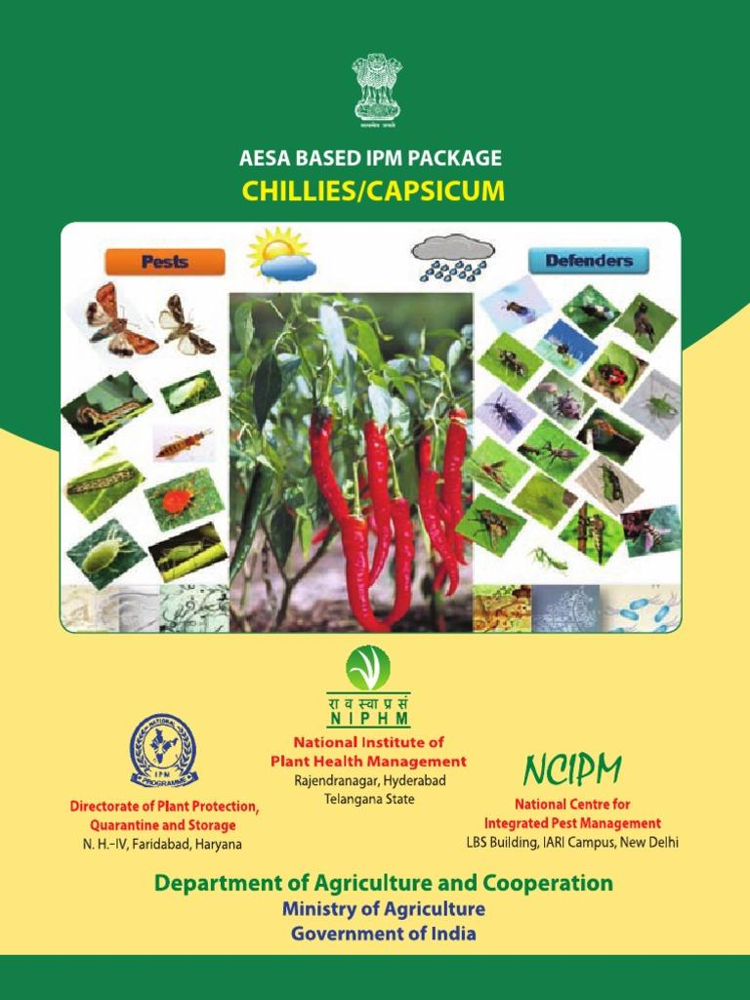 सत्यमेव जयते
AESA BASED IPM PACKAGE
CHILLIES/CAPSICUM
Pests
Defenders
रा व स्वा प्र सं
NIPHM
National Institute of
Plant Health Management
Rajendranagar, Hyderabad
Telangana State
NATIONAL
IPM
PROGRAMME
Directorate of Plant Protection,
Quarantine and Storage
N. H.-IV, Faridabad, Haryana
NCIPM
National Centre for
Integrated Pest Management
LBS Building, IARI Campus, New Delhi
Department of Agriculture and Cooperation
Ministry of Agriculture
Government of India